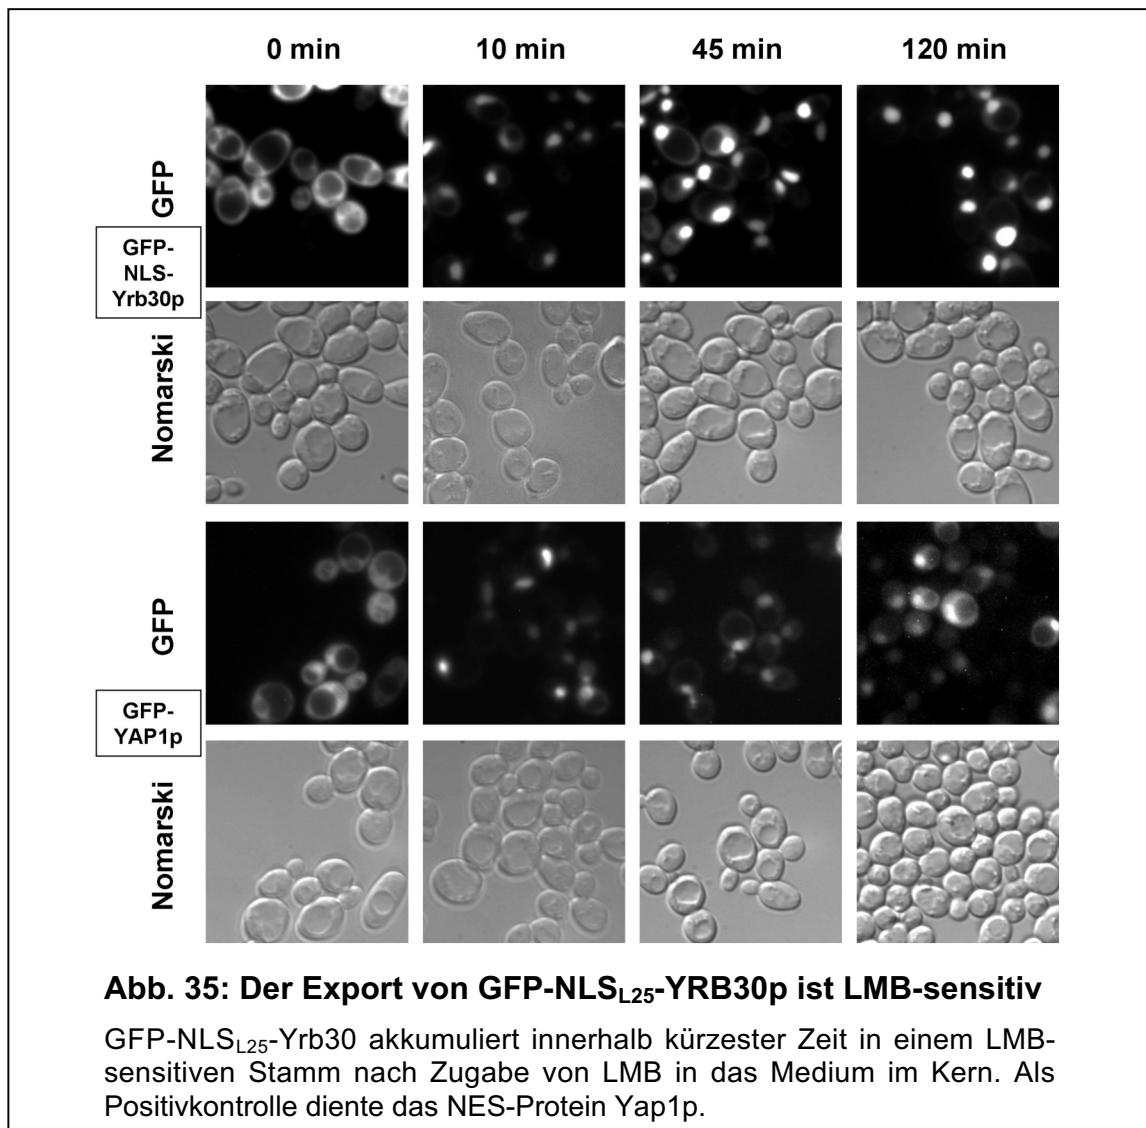 0 min 10 min 45 min 120 min
GFP
GFP-
NLS-
Yrb30p
Nomarski
GFP
GFP-
YAP1p
Nomarski
Abb. 35: Der Export von GFP-NLSL25-YRB30p ist LMB-sensitiv
GFP-NLSL25-Yrb30 akkumuliert innerhalb kürzester Zeit in einem LMB-
sensitiven Stamm nach Zugabe von LMB in das Medium im Kern. Als
Positivkontrolle diente das NES-Protein Yap1p.